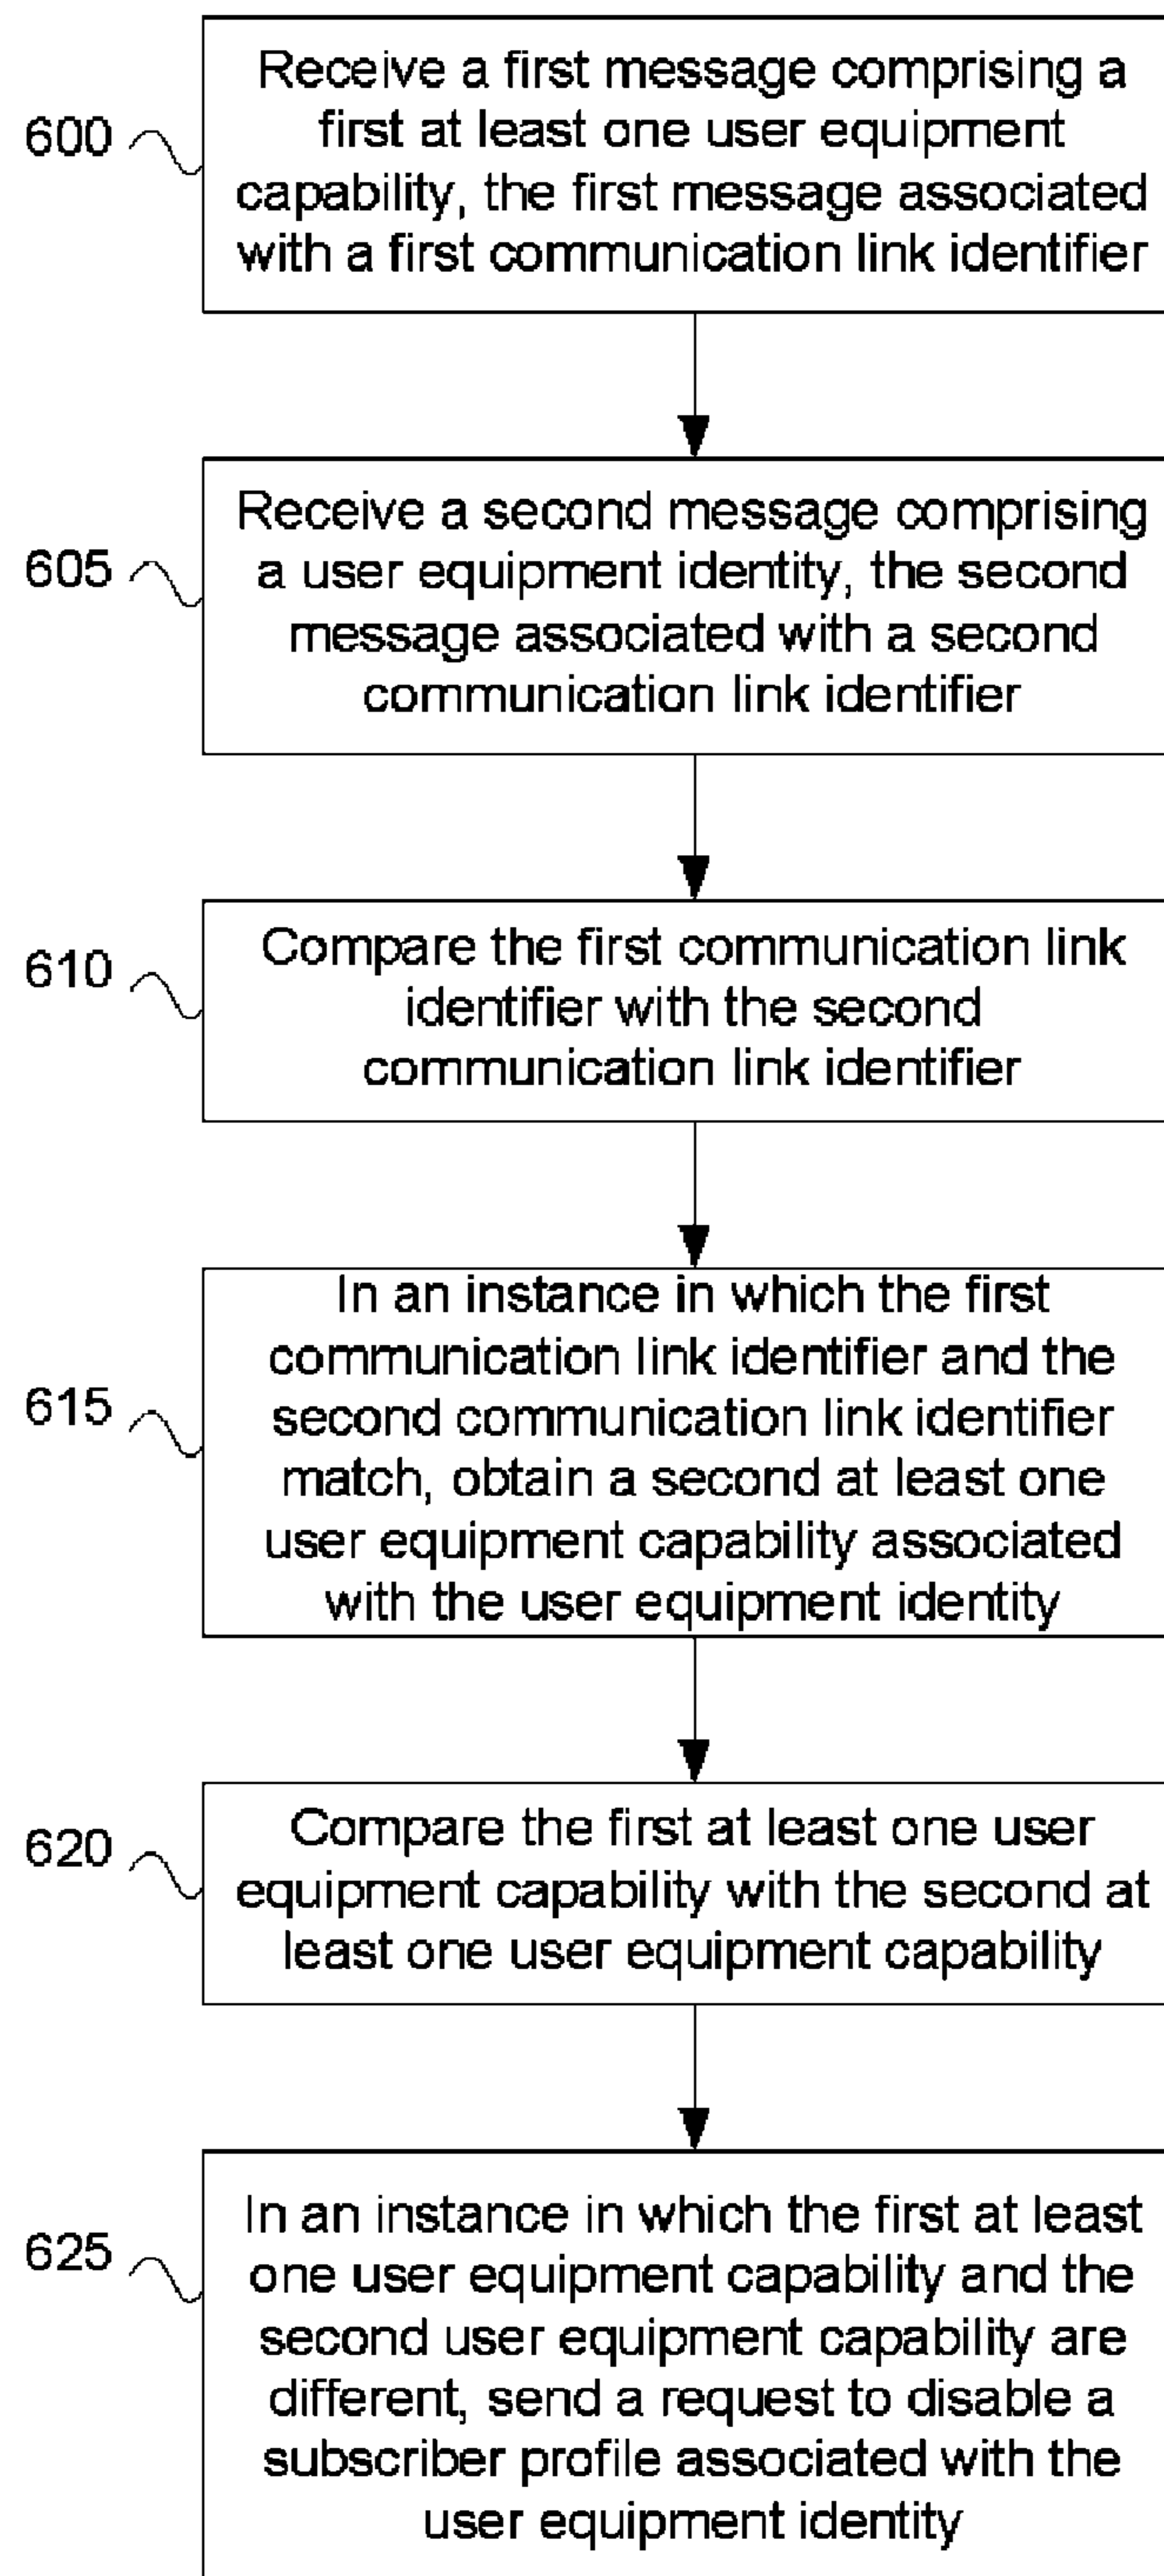 600
Receive a first message comprising a
first at least one user equipment
capability, the first message associated
with a first communication link identifier
605
Receive a second message comprising
a user equipment identity, the second
message associated with a second
communication link identifier
610
Compare the first communication link
identifier with the second
communication link identifier
615
In an instance in which the first
communication link identifier and the
second communication link identifier
match, obtain a second at least one
user equipment capability associated
with the user equipment identity
620
Compare the first at least one user
equipment capability with the second at
least one user equipment capability
625
In an instance in which the first at least
one user equipment capability and the
second user equipment capability are
different, send a request to disable a
subscriber profile associated with the
user equipment identity